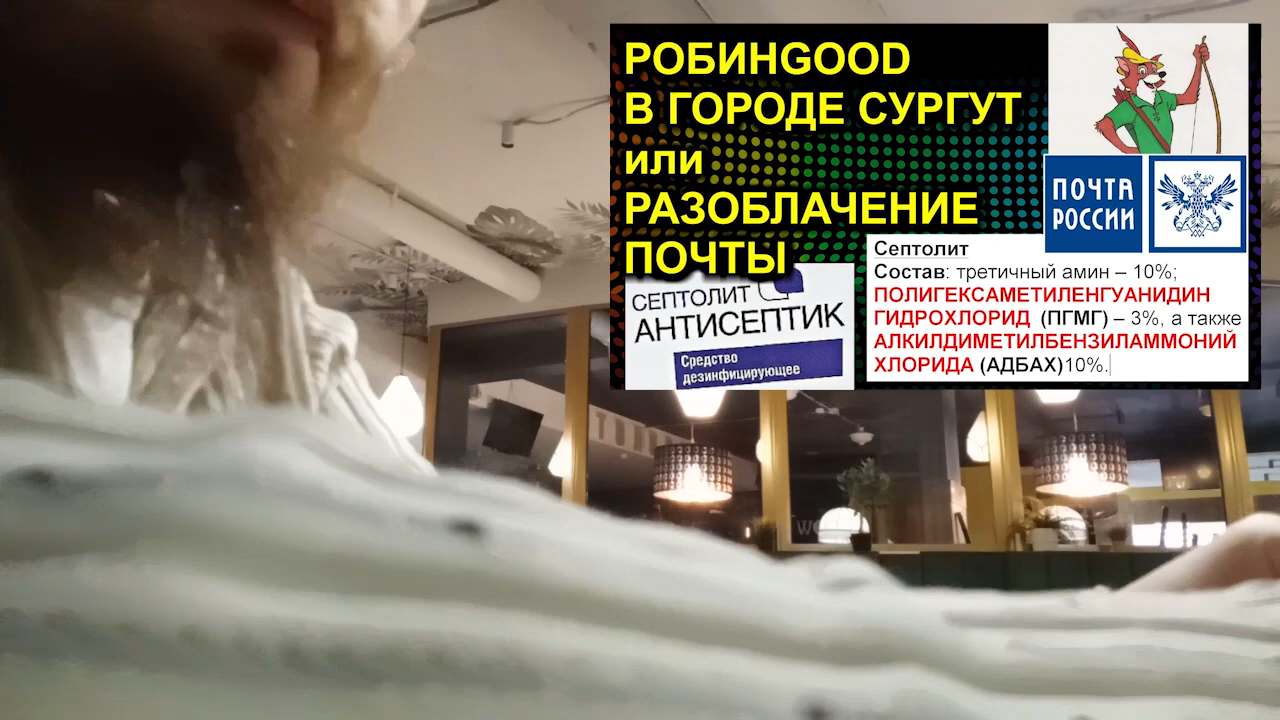 РОБИНGOOD
В ГОРОДЕ СУРГУТ
или
РАЗОБЛАЧЕНИЕ
ПОЧТЫ
ПОЧТА
РОССИИ
СЕПТОЛИТ
АНТИСЕПТИК
Средство
дезинфицирующее
Септолит
Состав: третичный амин – 10%;
ПОЛИГЕКСАМЕТИЛЕНГУАНИДИН
ГИДРОХЛОРИД (ПГМГ) – 3%, а также
АЛКИЛДИМЕТИЛБЕНЗИЛАММОНИЙ
ХЛОРИДА (АДБАХ)10%.